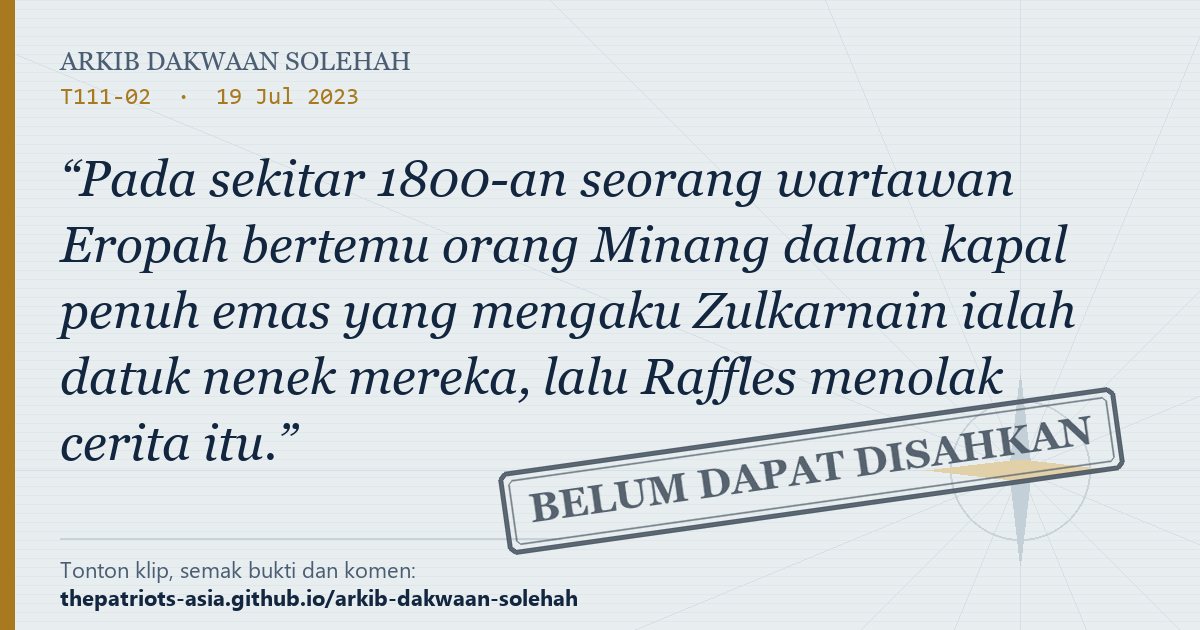 ARKIB DAKWAAN SOLEHAH
T111-02 · 19 Jul 2023
“Pada sekitar 1800-an seorang wartawan
Eropah bertemu orang Minang dalam kapal
penuh emas yang mengaku Zulkarnain ialah
datuk nenek mereka, lalu Raffles menolak
cerita itu.”
BELUM DAPAT DISAHKAN
Tonton klip, semak bukti dan komen:
thepatriots-asia.github.io/arkib-dakwaan-solehah